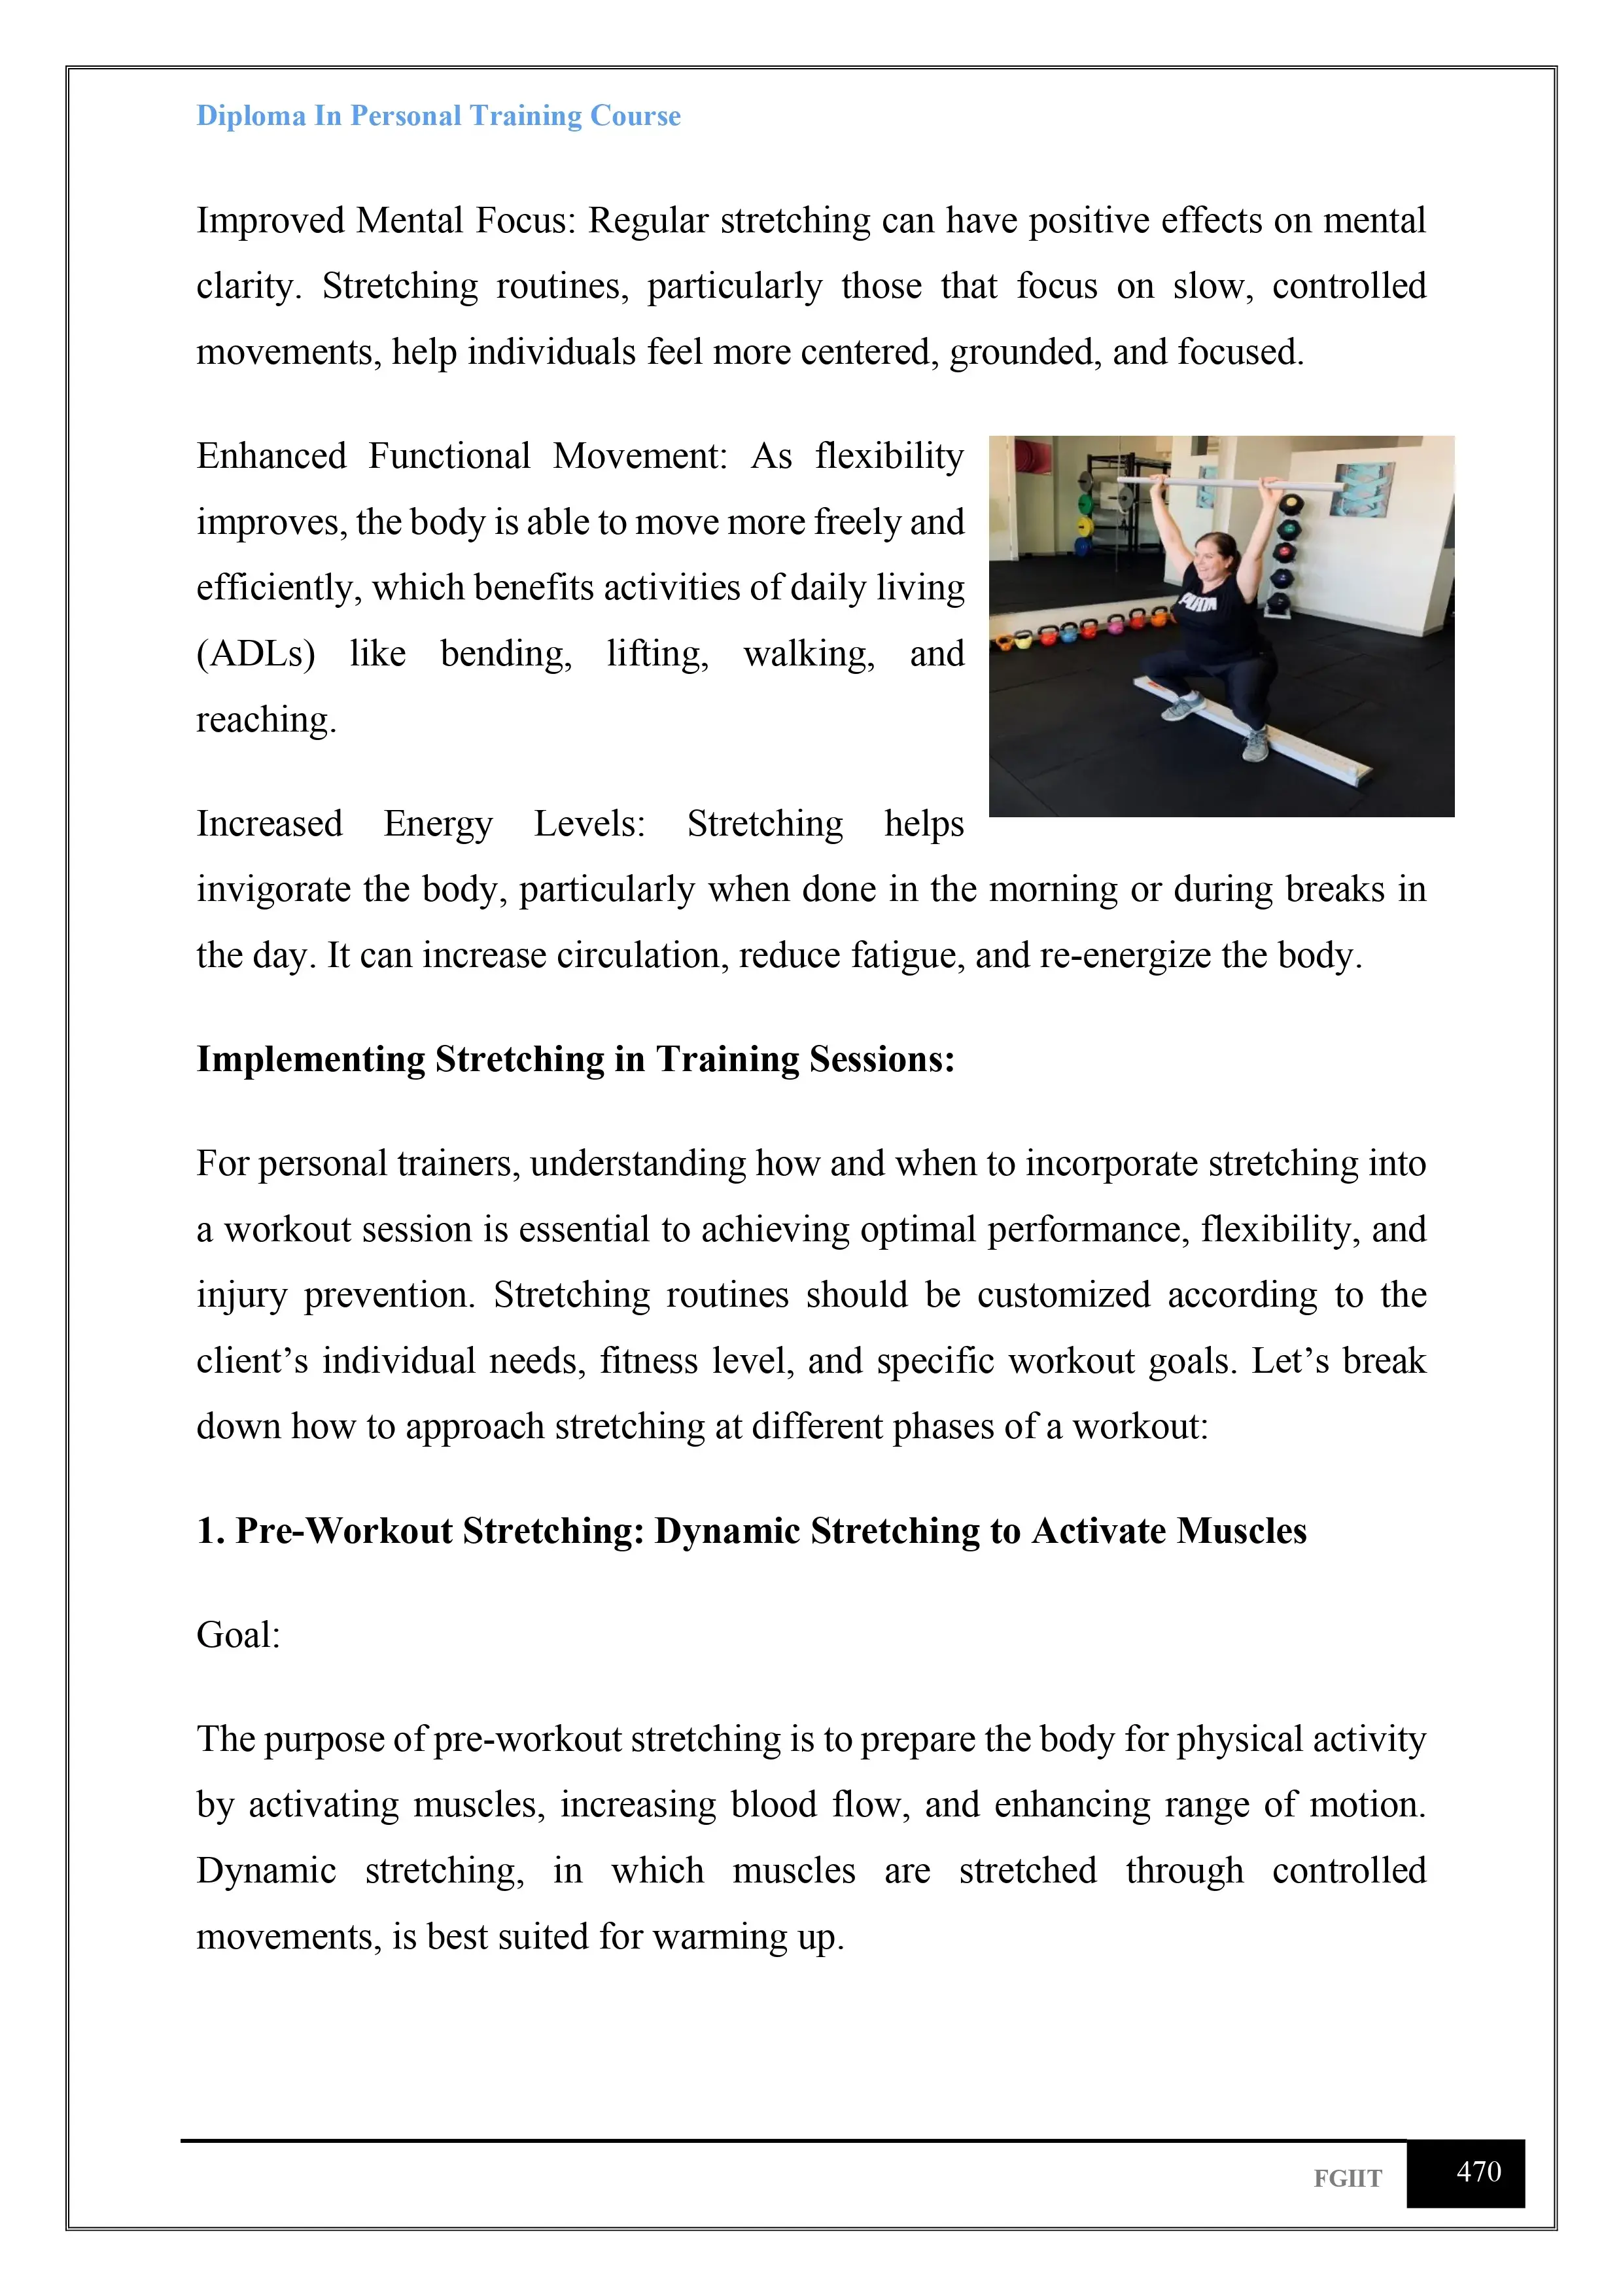 Diploma In Personal Training Course
Improved Mental Focus: Regular stretching can have positive effects on mental
clarity. Stretching routines, particularly those that focus on slow, controlled
movements, help individuals feel more centered, grounded, and focused.
Enhanced Functional Movement: As flexibility
improves, the body is able to move more freely and
efficiently, which benefits activities of daily living
(ADLs) like bending, lifting, walking, and
reaching.
PUMA
Increased Energy Levels: Stretching helps
invigorate the body, particularly when done in the morning or during breaks in
the day. It can increase circulation, reduce fatigue, and re-energize the body.
Implementing Stretching in Training Sessions:
For personal trainers, understanding how and when to incorporate stretching into
a workout session is essential to achieving optimal performance, flexibility, and
injury prevention. Stretching routines should be customized according to the
client’s individual needs, fitness level, and specific workout goals. Let’s break
down how to approach stretching at different phases of a workout:
1. Pre-Workout Stretching: Dynamic Stretching to Activate Muscles
Goal:
The purpose of pre-workout stretching is to prepare the body for physical activity
by activating muscles, increasing blood flow, and enhancing range of motion.
Dynamic stretching, in which muscles are stretched through controlled
movements, is best suited for warming up.
FGIIT
470